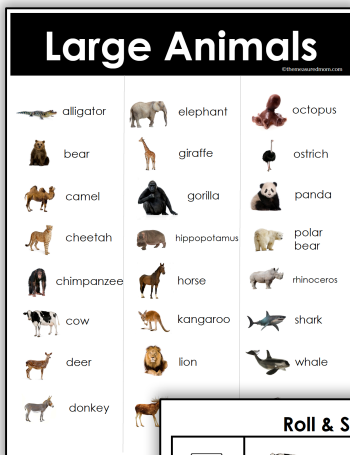 Large Animals
©themeasuredmom.com
alligator
bear
camel
cheetah
chimpanzee
cow
deer
donkey
elephant
giraffe
gorilla
hippopotamus
horse
kangaroo
lion
octopus
ostrich
panda
polar
bear
rhinoceros
shark
whale
Roll & S